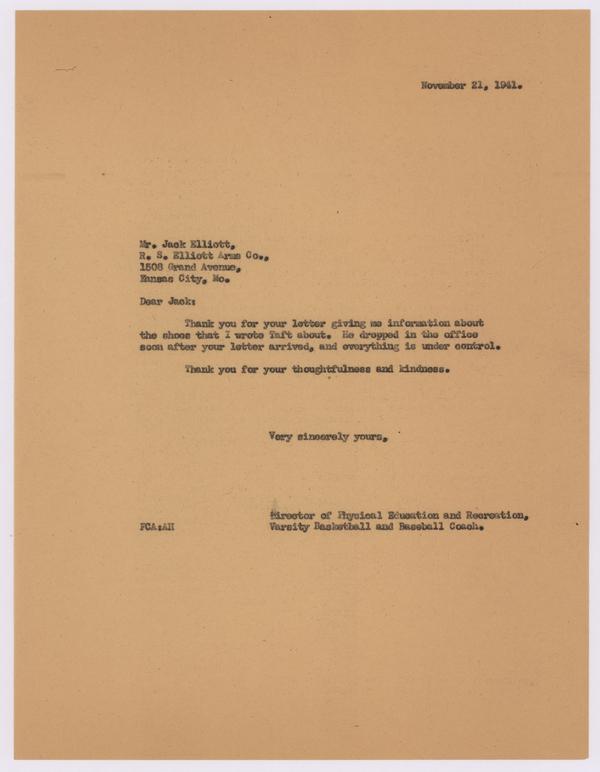 November 21, 1941.
Mr. Jack Elliott,
R. S. Elliott Arms Co.,
1508 Grand Avenue,
Kansas City, Mo.
Dear Jack:
Thank you for your letter giving me information about
the shoes that I wrote Taft about. He dropped in the office
soon after your letter arrived, and everything is under control.
Thank you for your thoughtfulness and kindness.
Very sincerely yours,
Director of Physical Education and Recreation,
FCA:AH Varsity Basketball and Baseball Coach.